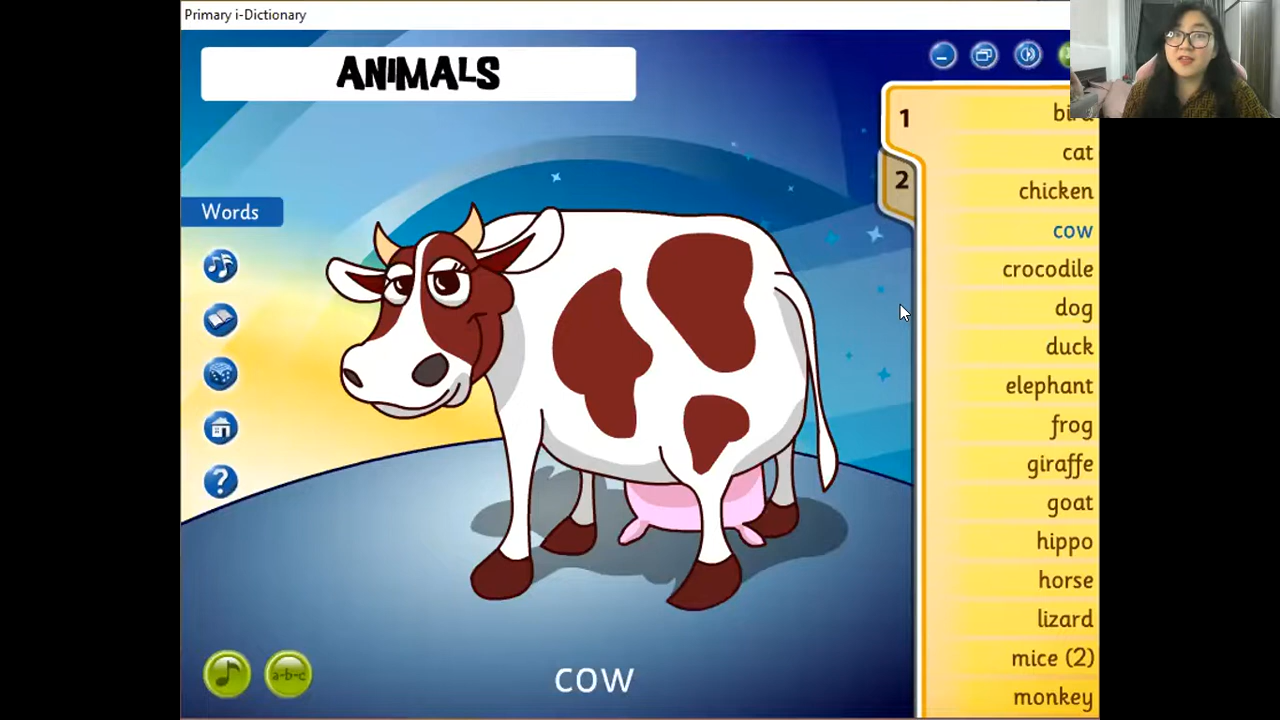 Primary i-Dictionary
ANIMALS
Words
1
2
bird
cat
chicken
cow
crocodile
dog
duck
elephant
frog
giraffe
goat
hippo
horse
lizard
mice (2)
monkey
?
a-b-c
cow